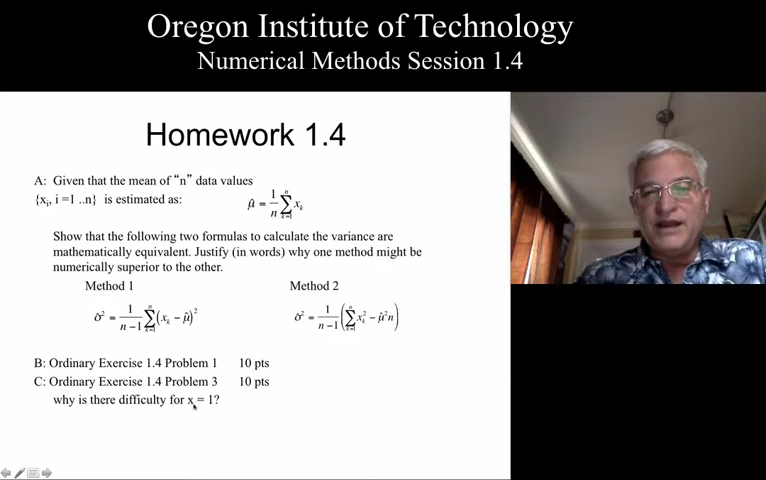 Oregon Institute of Technology
Numerical Methods Session 1.4
Homework 1.4
A: Given that the mean of “n” data values
{xᵢ, i =1 ..n} is estimated as:
μ̂ = 1/n ∑ₖ₌₁ⁿ xₖ
Show that the following two formulas to calculate the variance are
mathematically equivalent. Justify (in words) why one method might be
numerically superior to the other.
Method 1 Method 2
σ̂² = 1/(n−1) ∑ₖ₌₁ⁿ (xₖ − μ̂)² σ̂² = 1/(n−1) (∑ₖ₌₁ⁿ xₖ² − μ̂²n)
B: Ordinary Exercise 1.4 Problem 1 10 pts
C: Ordinary Exercise 1.4 Problem 3 10 pts
why is there difficulty for x = 1?